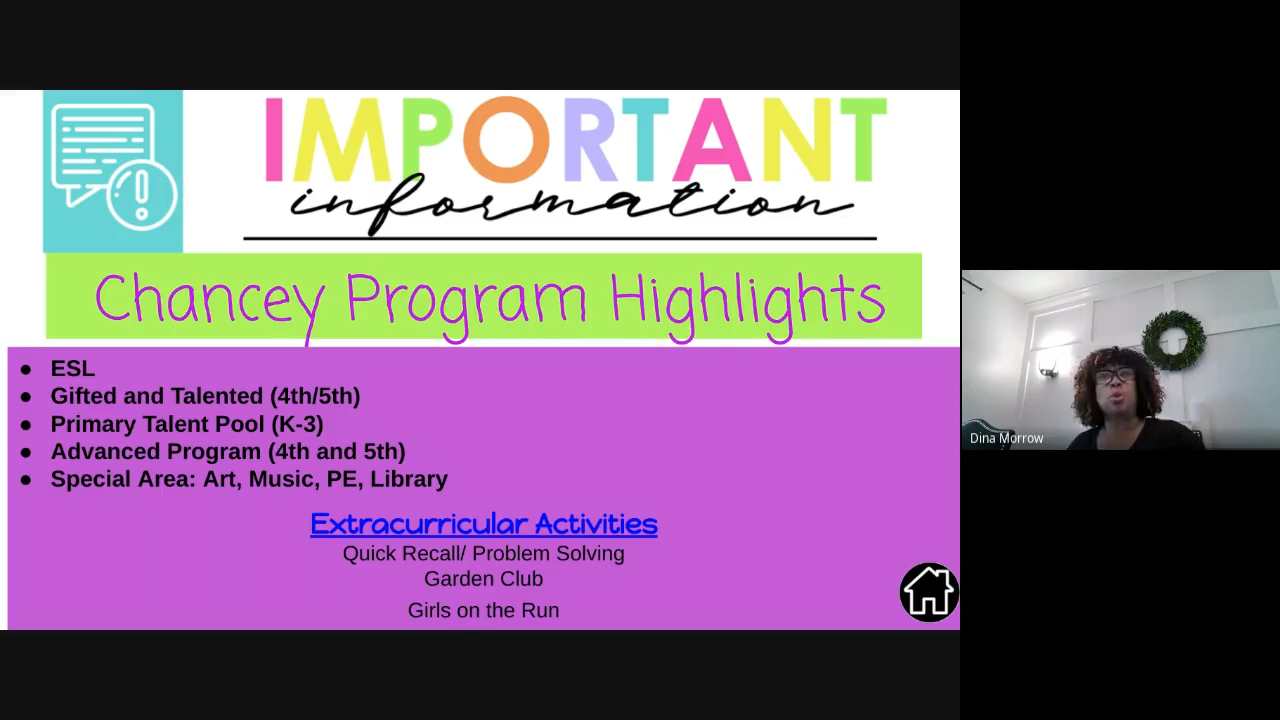 IMPORTANT
information
Chancey Program Highlights
● ESL
● Gifted and Talented (4th/5th)
● Primary Talent Pool (K-3)
● Advanced Program (4th and 5th)
● Special Area: Art, Music, PE, Library
Extracurricular Activities
Quick Recall/ Problem Solving
Garden Club
Girls on the Run
Dina Morrow